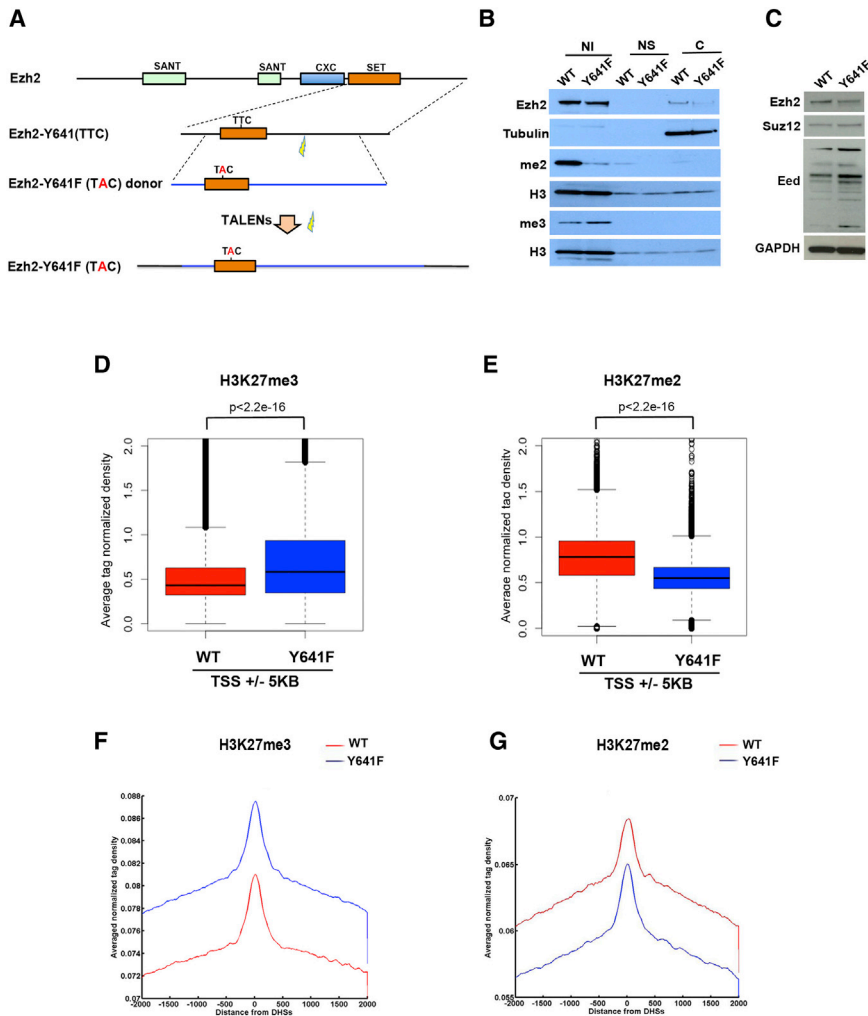 A
SANT
SANT
CXC
SET
Ezh2
TTC
Ezh2-Y641(TTC)
TAC
Ezh2-Y641F (TAC) donor
TALENs
TAC
Ezh2-Y641F (TAC)
B
NI
NS
C
WT
Y641F
WT
Y641F
WT
Y641F
Ezh2
Tubulin
me2
H3
me3
H3
C
WT
Y641F
Ezh2
Suz12
Eed
GAPDH
D
H3K27me3
p<2.2e-16
Average tag normalized density
2.0
1.5
1.0
0.5
0.0
WT
Y641F
TSS +/- 5KB
E
H3K27me2
p<2.2e-16
Average normalized tag density
2.0
1.5
1.0
0.5
0.0
WT
Y641F
TSS +/- 5KB
F
H3K27me3
WT
Y641F
Averaged normalized tag density
0.088
0.086
0.084
0.082
0.08
0.078
0.076
0.074
0.072
0.07
-2000
-1500
-1000
-500
0
500
1000
1500
2000
Distance from DHSs
G
H3K27me2
WT
Y641F
Averaged normalized tag density
0.07
0.065
0.06
0.055
-2000
-1500
-1000
-500
0
500
1000
1500
2000
Distance from DHSs